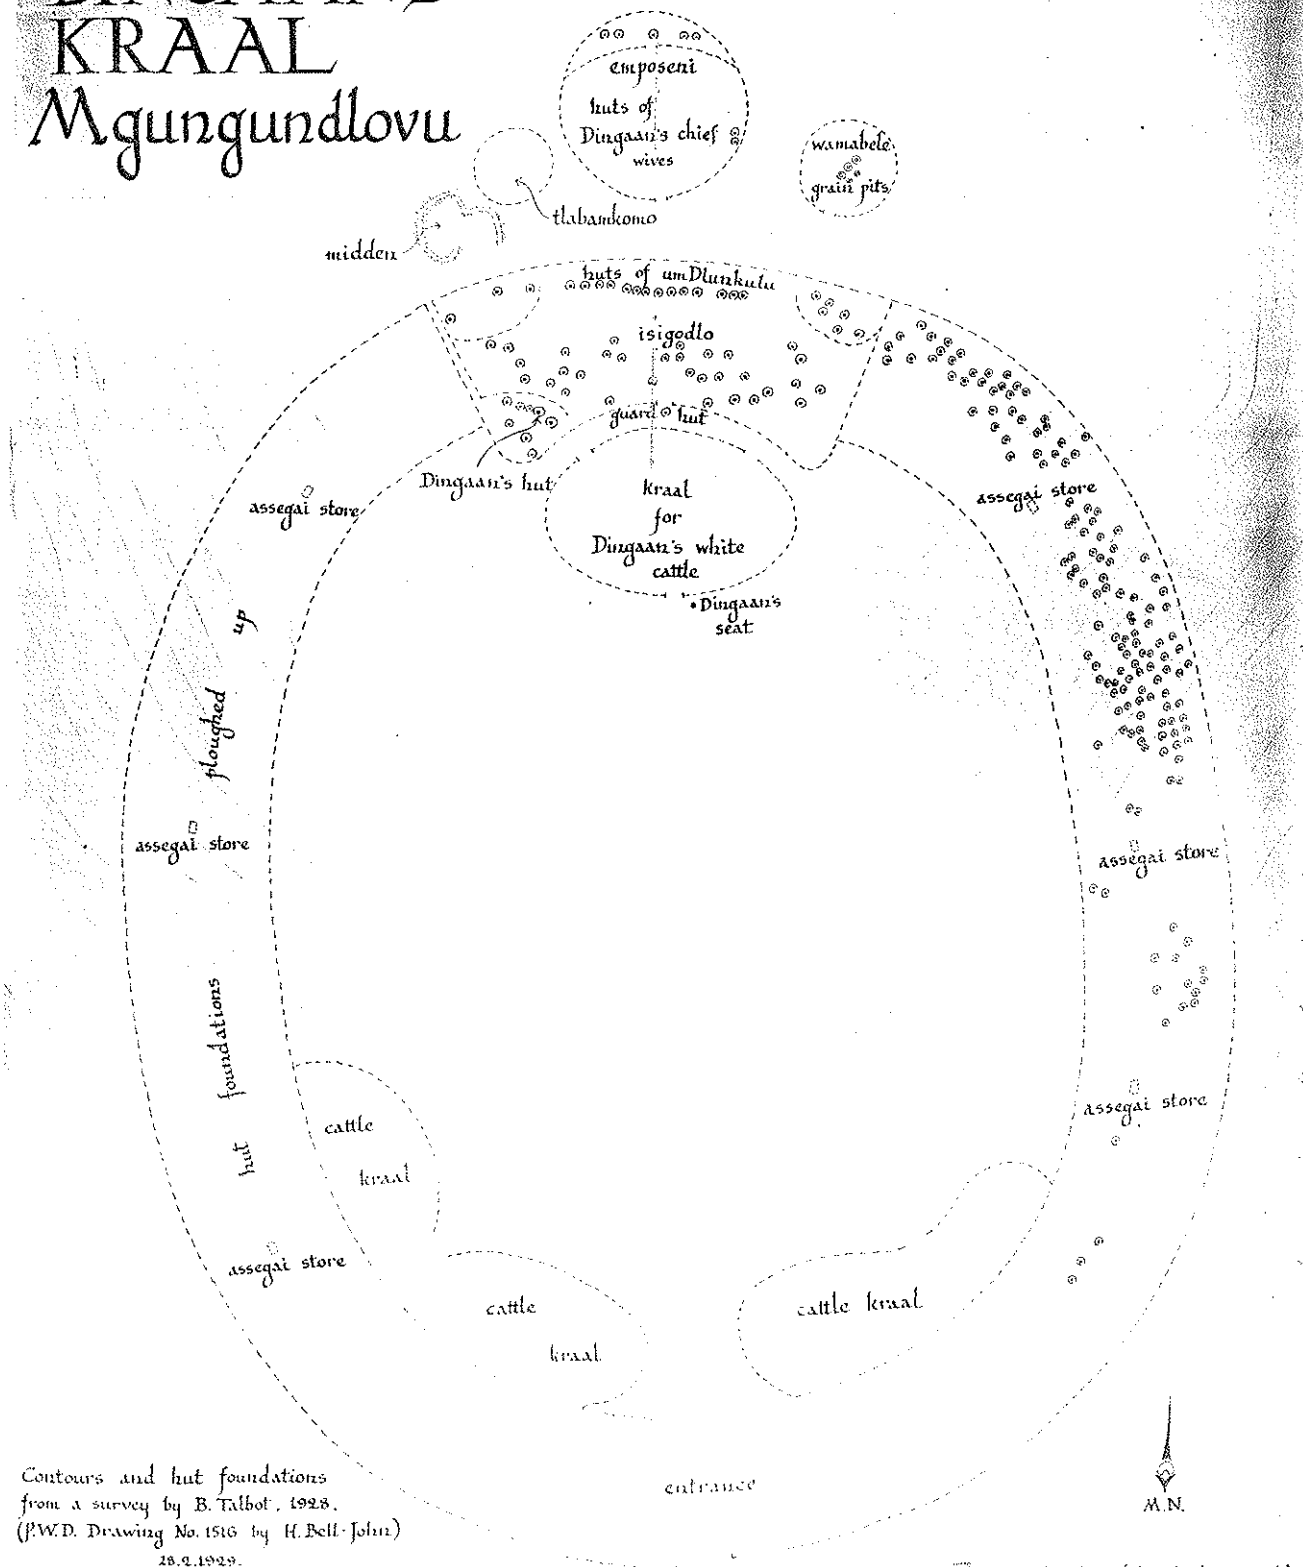 KRAAL
Mgungundlovu
emposeni
huts of
Dingaan's chief
wives
wamabele
grain pits
tlabamkomo
midden
huts of umDlunkulu
isigodlo
guard hut
Dingaan's hut
assegai store
kraal
for
Dingaan's white
cattle
assegai store
Dingaan's
seat
ploughed up
assegai store
assegai store
hut foundations
assegai store
cattle
kraal
assegai store
cattle
kraal
cattle kraal
entrance
Contours and hut foundations
from a survey by B. Talbot, 1928.
(P.W.D. Drawing No. 1516 by H. Bell-John)
28.2.1929.
M.N.